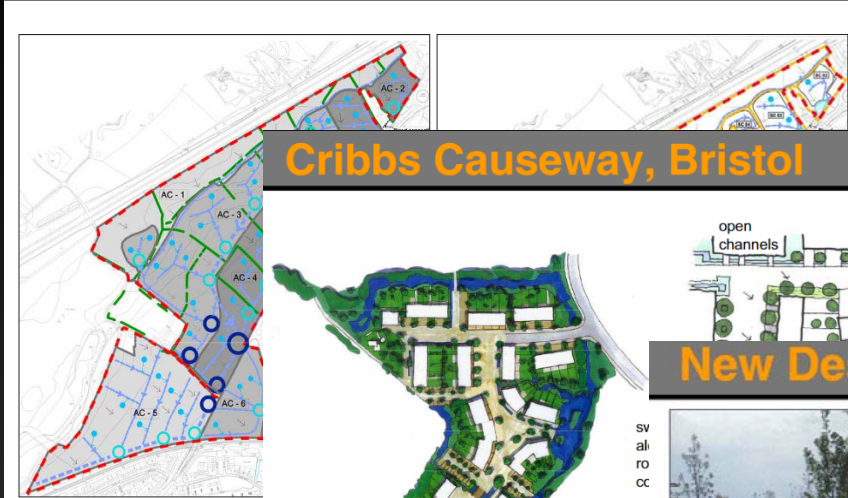 AC - 2
AC - 1
AC - 3
AC - 4
AC - 5
AC - 6
Cribbs Causeway, Bristol
open
channels
New De
sw
al
ro
co